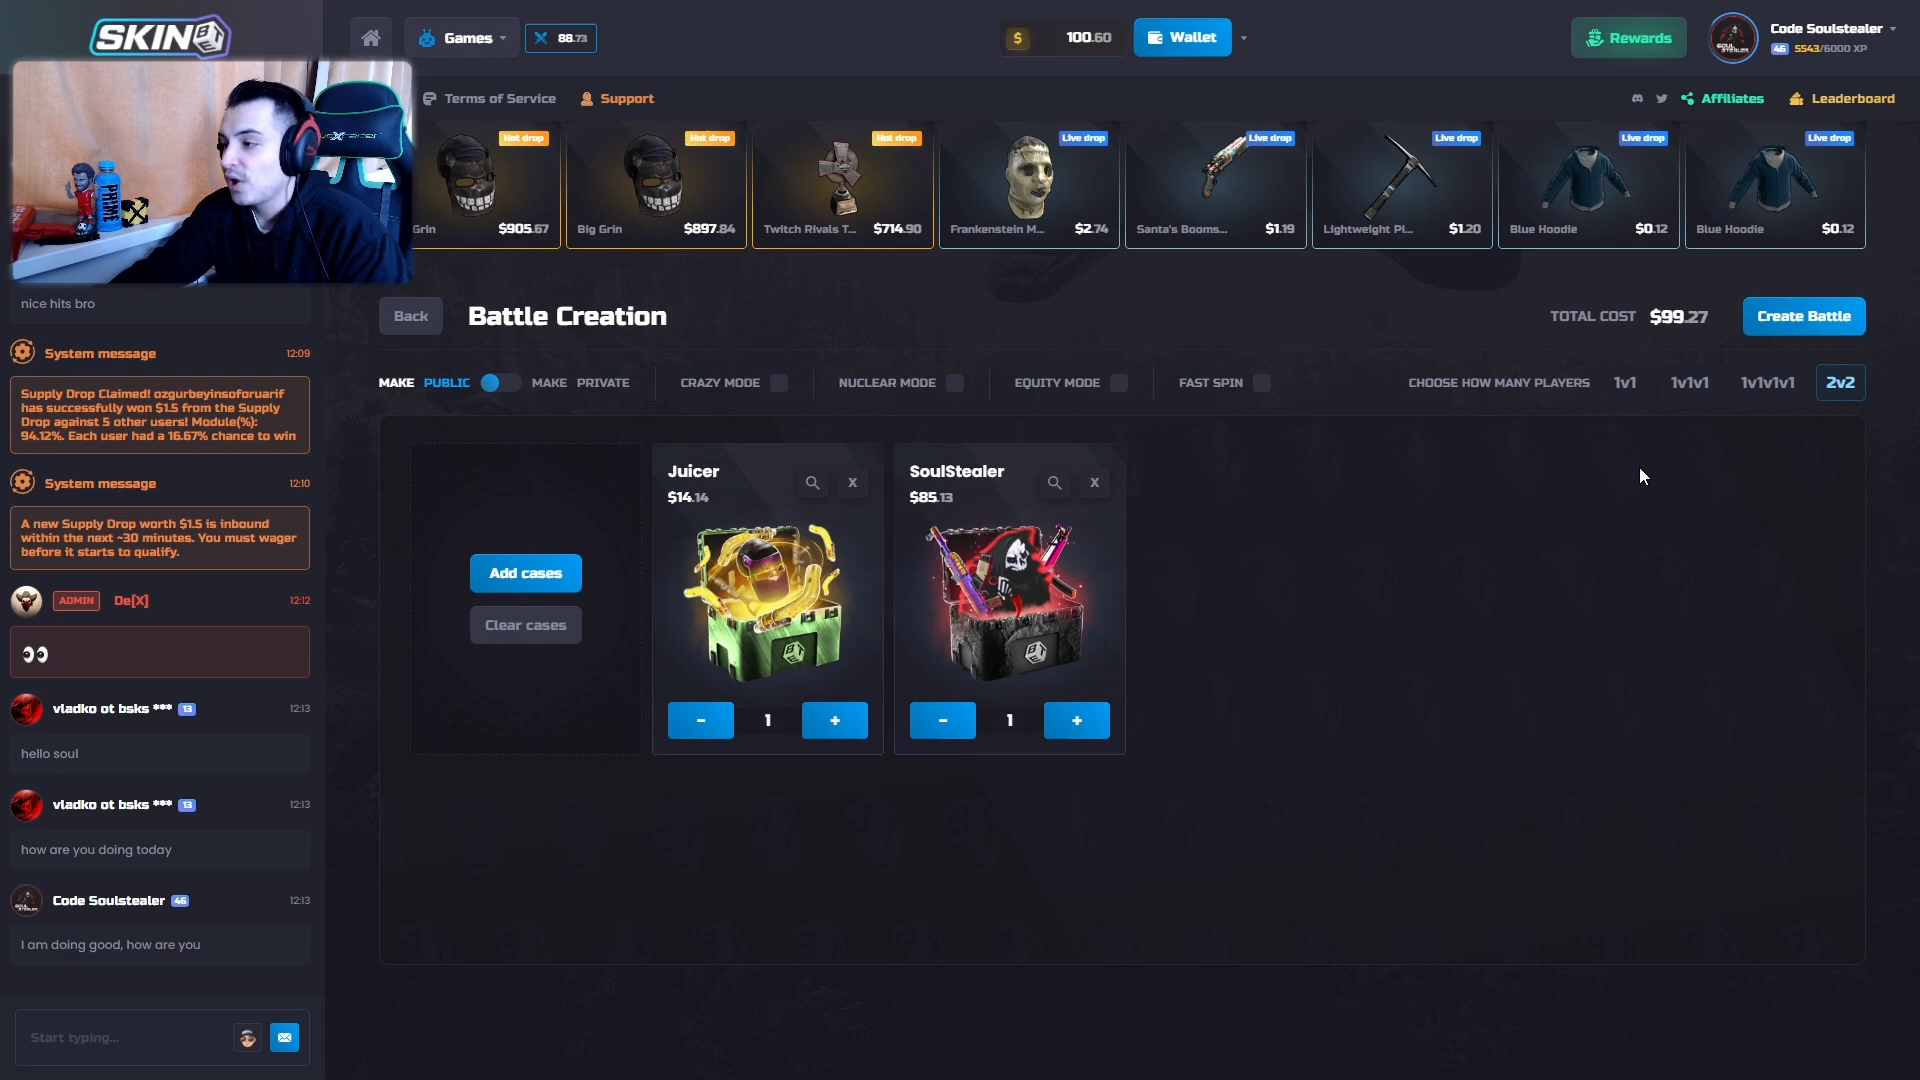 SKIN
Games
88.73
$
100.60
Wallet
Rewards
Code Soulstealer
46 5543/6000 XP
Terms of Service
Support
Affiliates
Leaderboard
PRIME
Hot drop
Grin
$905.67
Hot drop
Big Grin
$897.84
Hot drop
Twitch Rivals T...
$714.90
Live drop
Frankenstein M...
$2.74
Live drop
Santa's Booms...
$1.19
Live drop
Lightweight Pi...
$1.20
Live drop
Blue Hoodie
$0.12
Live drop
Blue Hoodie
$0.12
nice hits bro
System message
12:09
Supply Drop Claimed! ozgurbeyinsoforuarif
has successfully won $1.5 from the Supply
Drop against 5 other users! Module(%):
94.12%. Each user had a 16.67% chance to win
System message
12:10
A new Supply Drop worth $1.5 is inbound
within the next ~30 minutes. You must wager
before it starts to qualify.
ADMIN De[X]
12:12
vladko ot bsks *** 13
12:13
hello soul
vladko ot bsks *** 13
12:13
how are you doing today
Code Soulstealer 46
12:13
I am doing good, how are you
Start typing...
Back
Battle Creation
TOTAL COST $99.27
Create Battle
MAKE PUBLIC
MAKE PRIVATE
CRAZY MODE
NUCLEAR MODE
EQUITY MODE
FAST SPIN
CHOOSE HOW MANY PLAYERS
1v1
1v1v1
1v1v1v1
2v2
Add cases
Clear cases
Juicer
$14.14
X
- 1 +
SoulStealer
$85.13
X
- 1 +